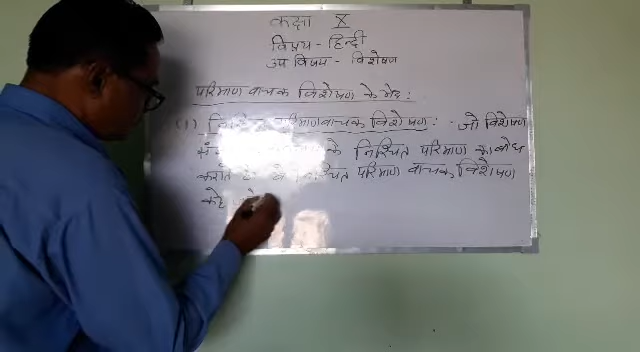 कक्षा X
विषय - हिन्दी
उप विषय - विशेषण
परिमाण वाचक विशेषण के भेद :
(1) निश्चित परिमाणवाचक विशेषण : - जो विशेषण
के निश्चित परिमाण का बोध
कराते है वे निश्चित परिमाण वाचक विशेषण